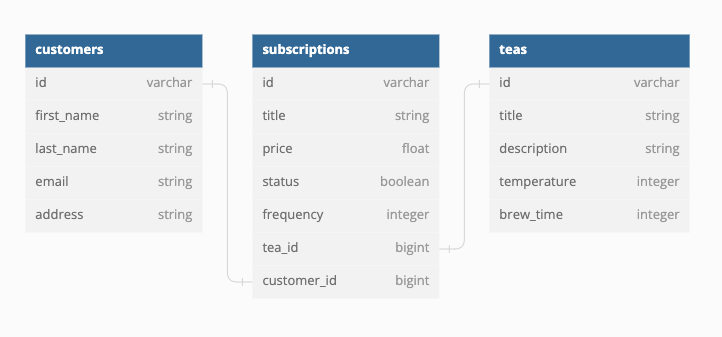 customers
id varchar
first_name string
last_name string
email string
address string
subscriptions
id varchar
title string
price float
status boolean
frequency integer
tea_id bigint
customer_id bigint
teas
id varchar
title string
description string
temperature integer
brew_time integer